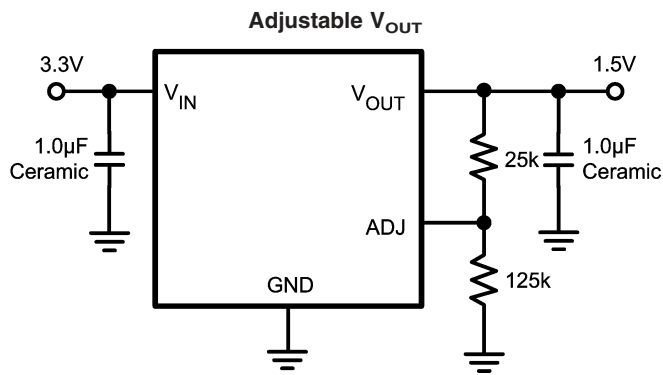 Adjustable VOUT
3.3V
1.5V
VIN
VOUT
1.0µF
Ceramic
25k
1.0µF
Ceramic
ADJ
125k
GND